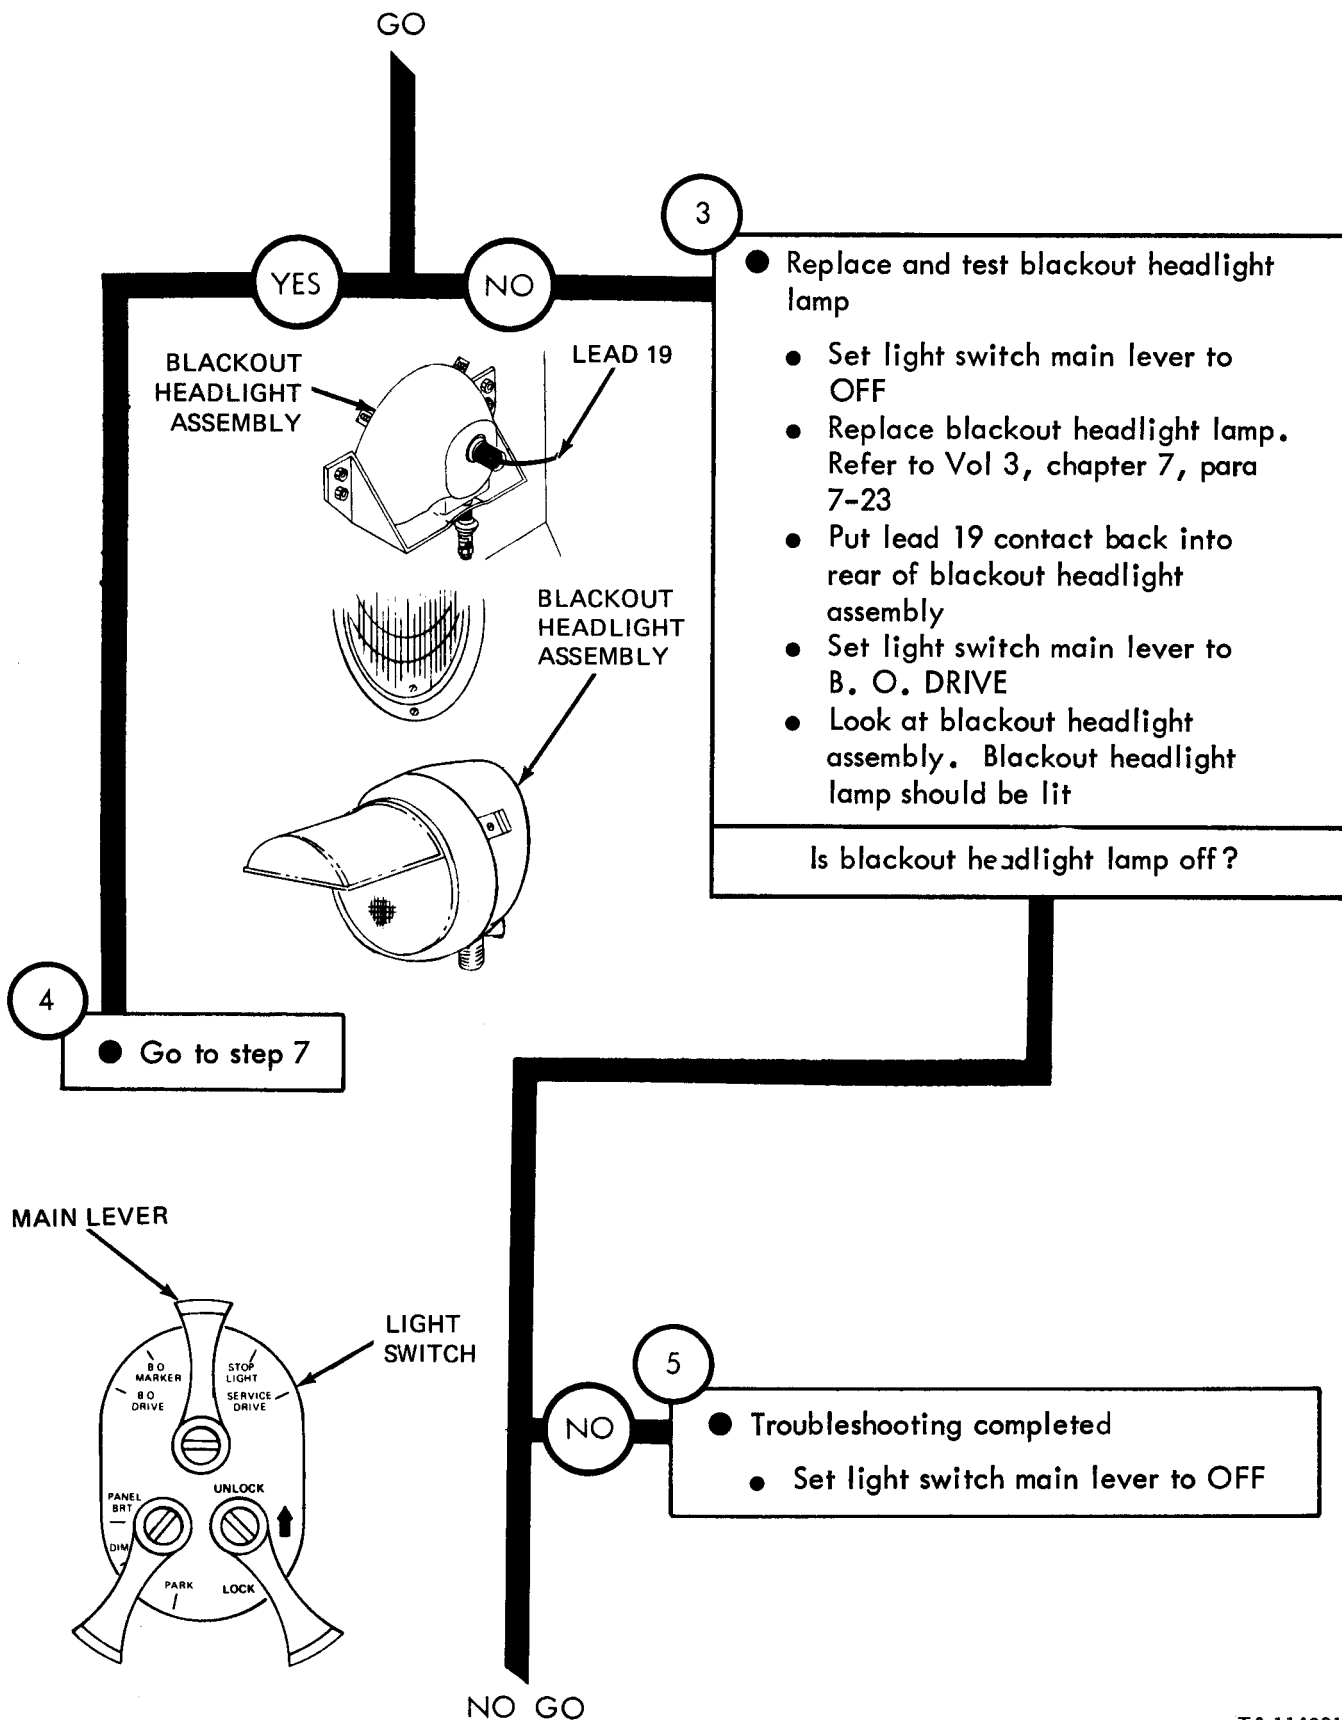 GO
YES
NO
3
● Replace and test blackout headlight
lamp
● Set light switch main lever to
OFF
● Replace blackout headlight lamp.
Refer to Vol 3, chapter 7, para
7-23
● Put lead 19 contact back into
rear of blackout headlight
assembly
● Set light switch main lever to
B. O. DRIVE
● Look at blackout headlight
assembly. Blackout headlight
lamp should be lit
Is blackout headlight lamp off?
BLACKOUT
HEADLIGHT
ASSEMBLY
LEAD 19
BLACKOUT
HEADLIGHT
ASSEMBLY
4
● Go to step 7
MAIN LEVER
LIGHT
SWITCH
B O
MARKER
B O
DRIVE
STOP
LIGHT
SERVICE
DRIVE
PANEL
BRT
UNLOCK
DIM
PARK
LOCK
5
NO
● Troubleshooting completed
● Set light switch main lever to OFF
NO GO